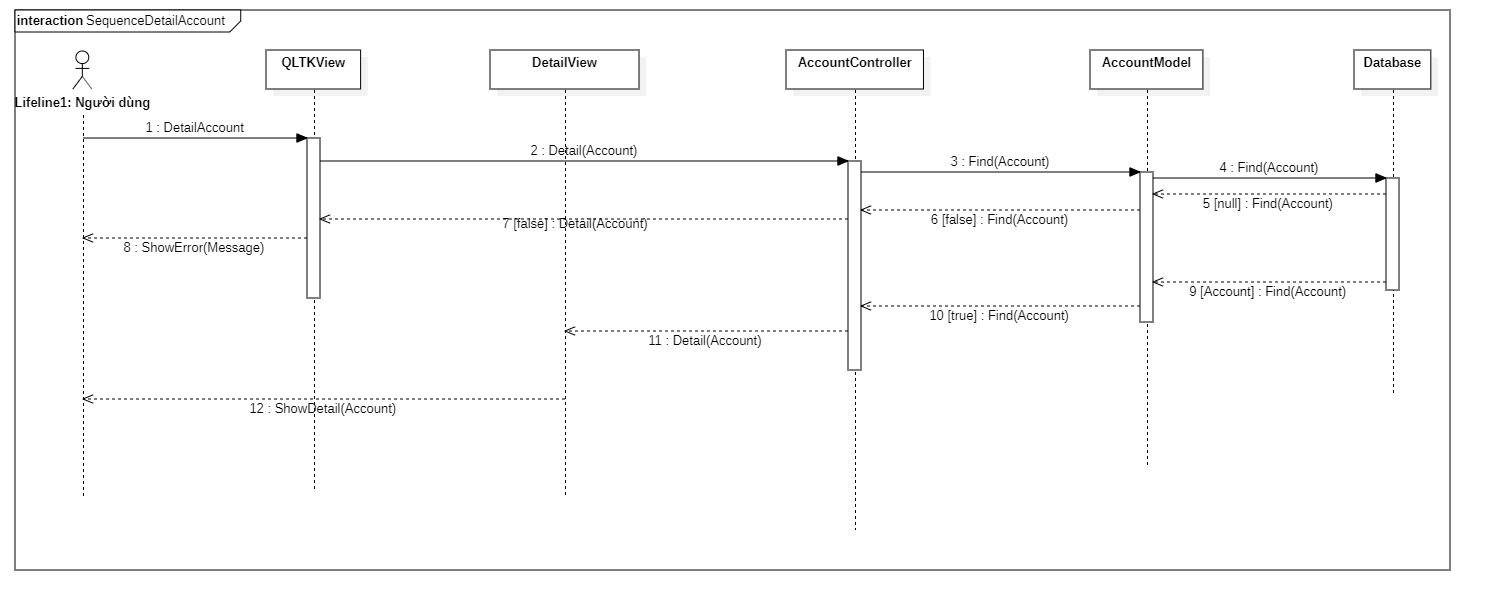 interaction SequenceDetailAccount
QLTKView
DetailView
AccountController
AccountModel
Database
Lifeline1: Người dùng
1 : DetailAccount
2 : Detail(Account)
3 : Find(Account)
4 : Find(Account)
5 [null] : Find(Account)
6 [false] : Find(Account)
7 [false] : Detail(Account)
8 : ShowError(Message)
9 [Account] : Find(Account)
10 [true] : Find(Account)
11 : Detail(Account)
12 : ShowDetail(Account)